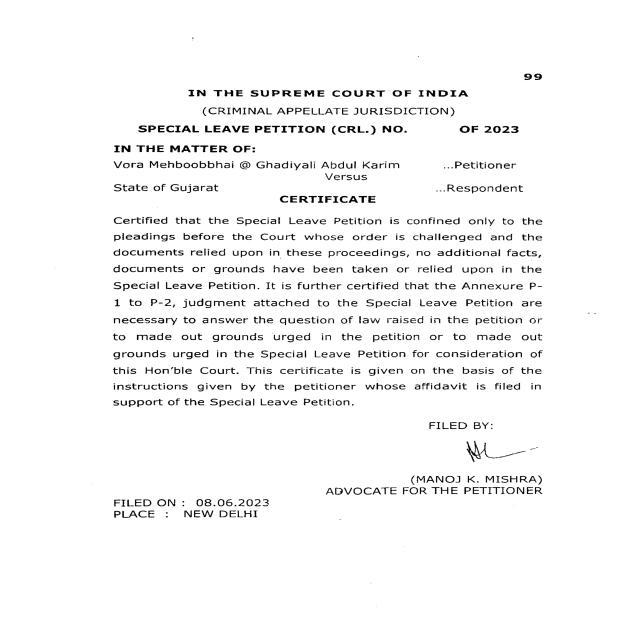 99
IN THE SUPREME COURT OF INDIA
(CRIMINAL APPELLATE JURISDICTION)
SPECIAL LEAVE PETITION (CRL.) NO. OF 2023
IN THE MATTER OF:
Vora Mehboobbhai @ Ghadiyali Abdul Karim ...Petitioner
Versus
State of Gujarat ...Respondent
CERTIFICATE
Certified that the Special Leave Petition is confined only to the
pleadings before the Court whose order is challenged and the
documents relied upon in these proceedings, no additional facts,
documents or grounds have been taken or relied upon in the
Special Leave Petition. It is further certified that the Annexure P-
1 to P-2, judgment attached to the Special Leave Petition are
necessary to answer the question of law raised in the petition or
to made out grounds urged in the petition or to made out
grounds urged in the Special Leave Petition for consideration of
this Hon'ble Court. This certificate is given on the basis of the
instructions given by the petitioner whose affidavit is filed in
support of the Special Leave Petition.
FILED BY:
(MANOJ K. MISHRA)
ADVOCATE FOR THE PETITIONER
FILED ON : 08.06.2023
PLACE : NEW DELHI